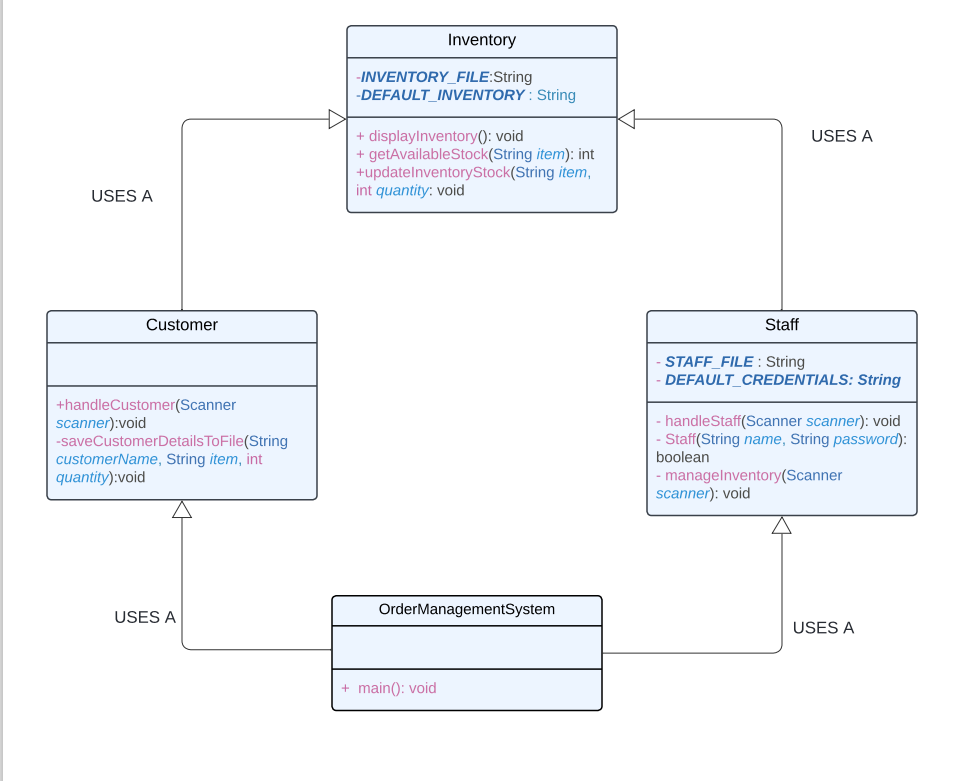 Inventory
-INVENTORY_FILE:String
-DEFAULT_INVENTORY : String
+ displayInventory(): void
+ getAvailableStock(String item): int
+updateInventoryStock(String item,
int quantity: void
USES A
USES A
Customer
+handleCustomer(Scanner
scanner):void
-saveCustomerDetailsToFile(String
customerName, String item, int
quantity):void
Staff
- STAFF_FILE : String
- DEFAULT_CREDENTIALS: String
- handleStaff(Scanner scanner): void
- Staff(String name, String password):
boolean
- manageInventory(Scanner
scanner): void
USES A
USES A
OrderManagementSystem
+ main(): void